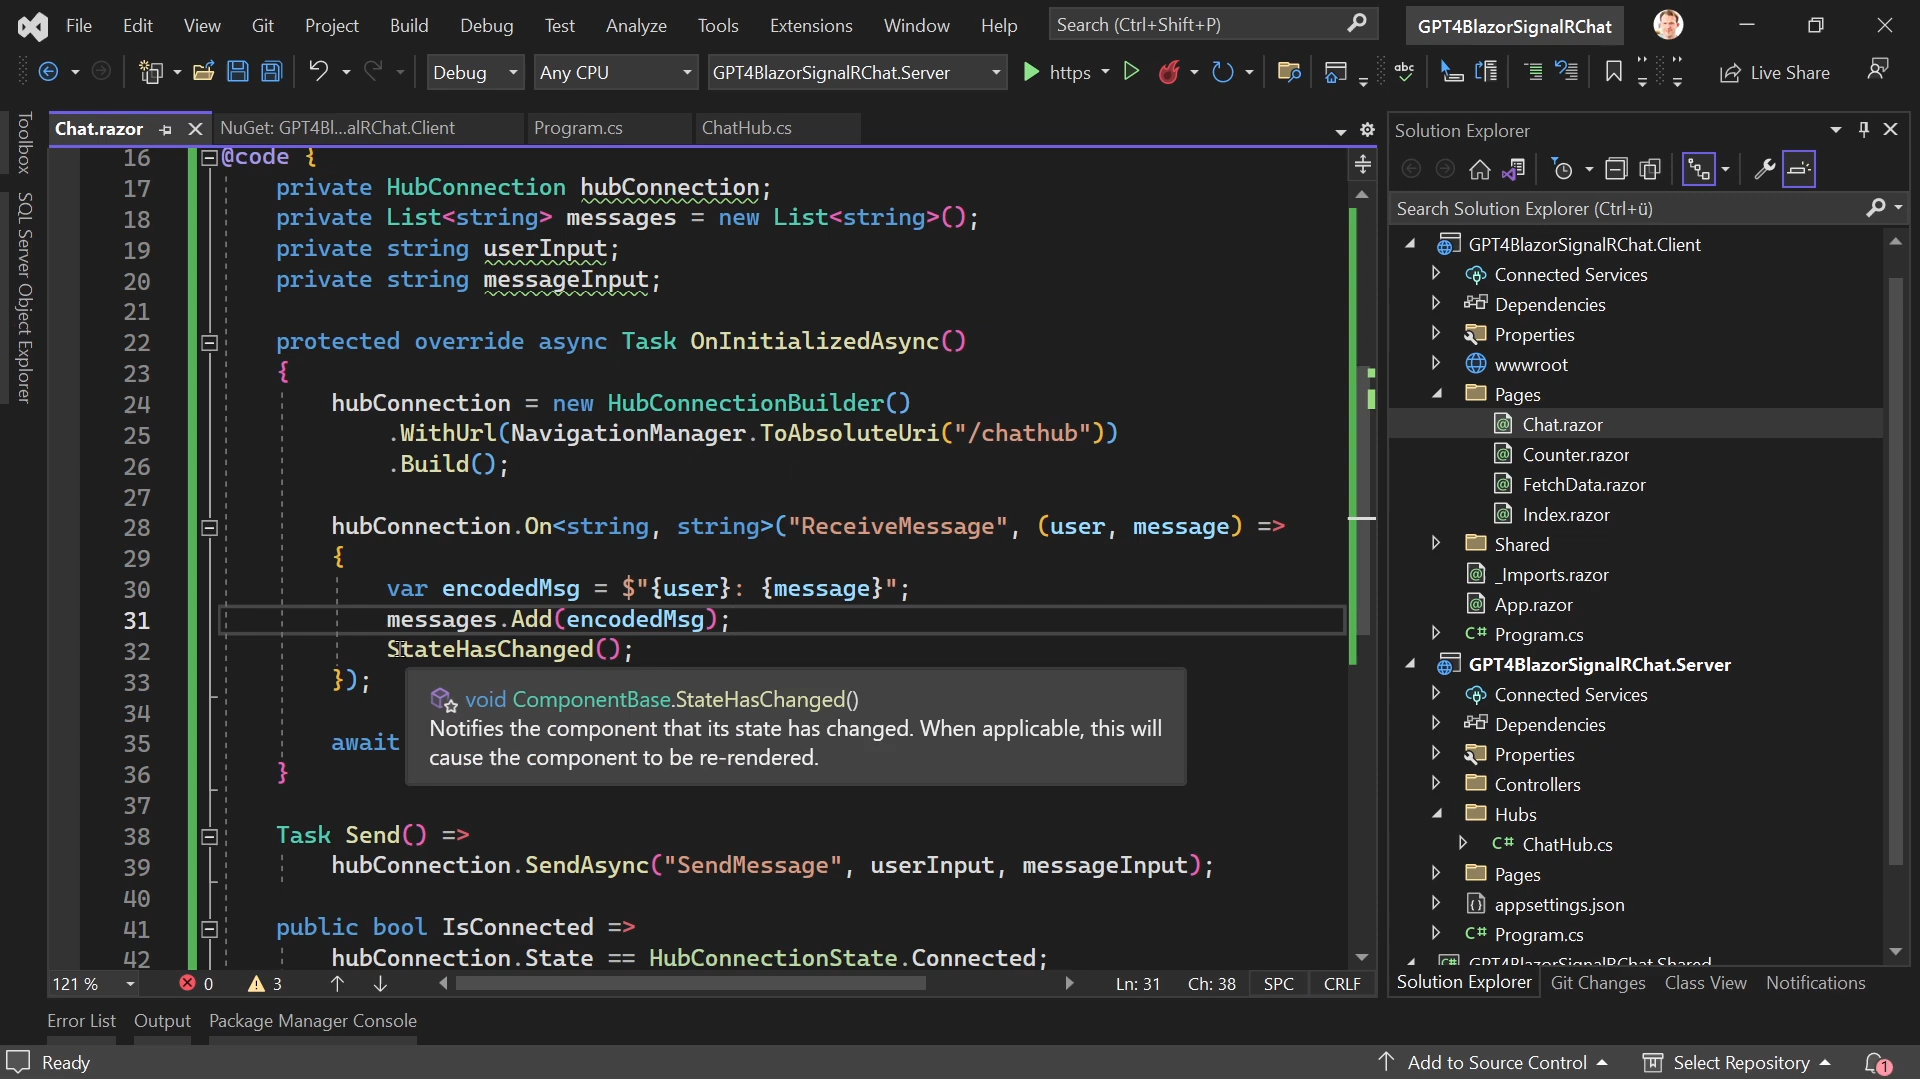 File Edit View Git Project Build Debug Test Analyze Tools Extensions Window Help Search (Ctrl+Shift+P) GPT4BlazorSignalRChat
Debug Any CPU GPT4BlazorSignalRChat.Server https Live Share
Toolbox
SQL Server Object Explorer
Chat.razor NuGet: GPT4Bl...alRChat.Client Program.cs ChatHub.cs
16 @code {
17 private HubConnection hubConnection;
18 private List<string> messages = new List<string>();
19 private string userInput;
20 private string messageInput;
21
22 protected override async Task OnInitializedAsync()
23 {
24 hubConnection = new HubConnectionBuilder()
25 .WithUrl(NavigationManager.ToAbsoluteUri("/chathub"))
26 .Build();
27
28 hubConnection.On<string, string>("ReceiveMessage", (user, message) =>
29 {
30 var encodedMsg = $"{user}: {message}";
31 messages.Add(encodedMsg);
32 StateHasChanged();
33 });
34
35 await
36 }
37
38 Task Send() =>
39 hubConnection.SendAsync("SendMessage", userInput, messageInput);
40
41 public bool IsConnected =>
42 hubConnection.State == HubConnectionState.Connected;
void ComponentBase.StateHasChanged()
Notifies the component that its state has changed. When applicable, this will
cause the component to be re-rendered.
121 % 0 3 Ln: 31 Ch: 38 SPC CRLF
Solution Explorer
Search Solution Explorer (Ctrl+ü)
GPT4BlazorSignalRChat.Client
Connected Services
Dependencies
Properties
wwwroot
Pages
Chat.razor
Counter.razor
FetchData.razor
Index.razor
Shared
_Imports.razor
App.razor
C# Program.cs
GPT4BlazorSignalRChat.Server
Connected Services
Dependencies
Properties
Controllers
Hubs
C# ChatHub.cs
Pages
appsettings.json
C# Program.cs
C# GPT4BlazorSignalRChat.Shared
Solution Explorer Git Changes Class View Notifications
Error List Output Package Manager Console
Ready Add to Source Control Select Repository 1